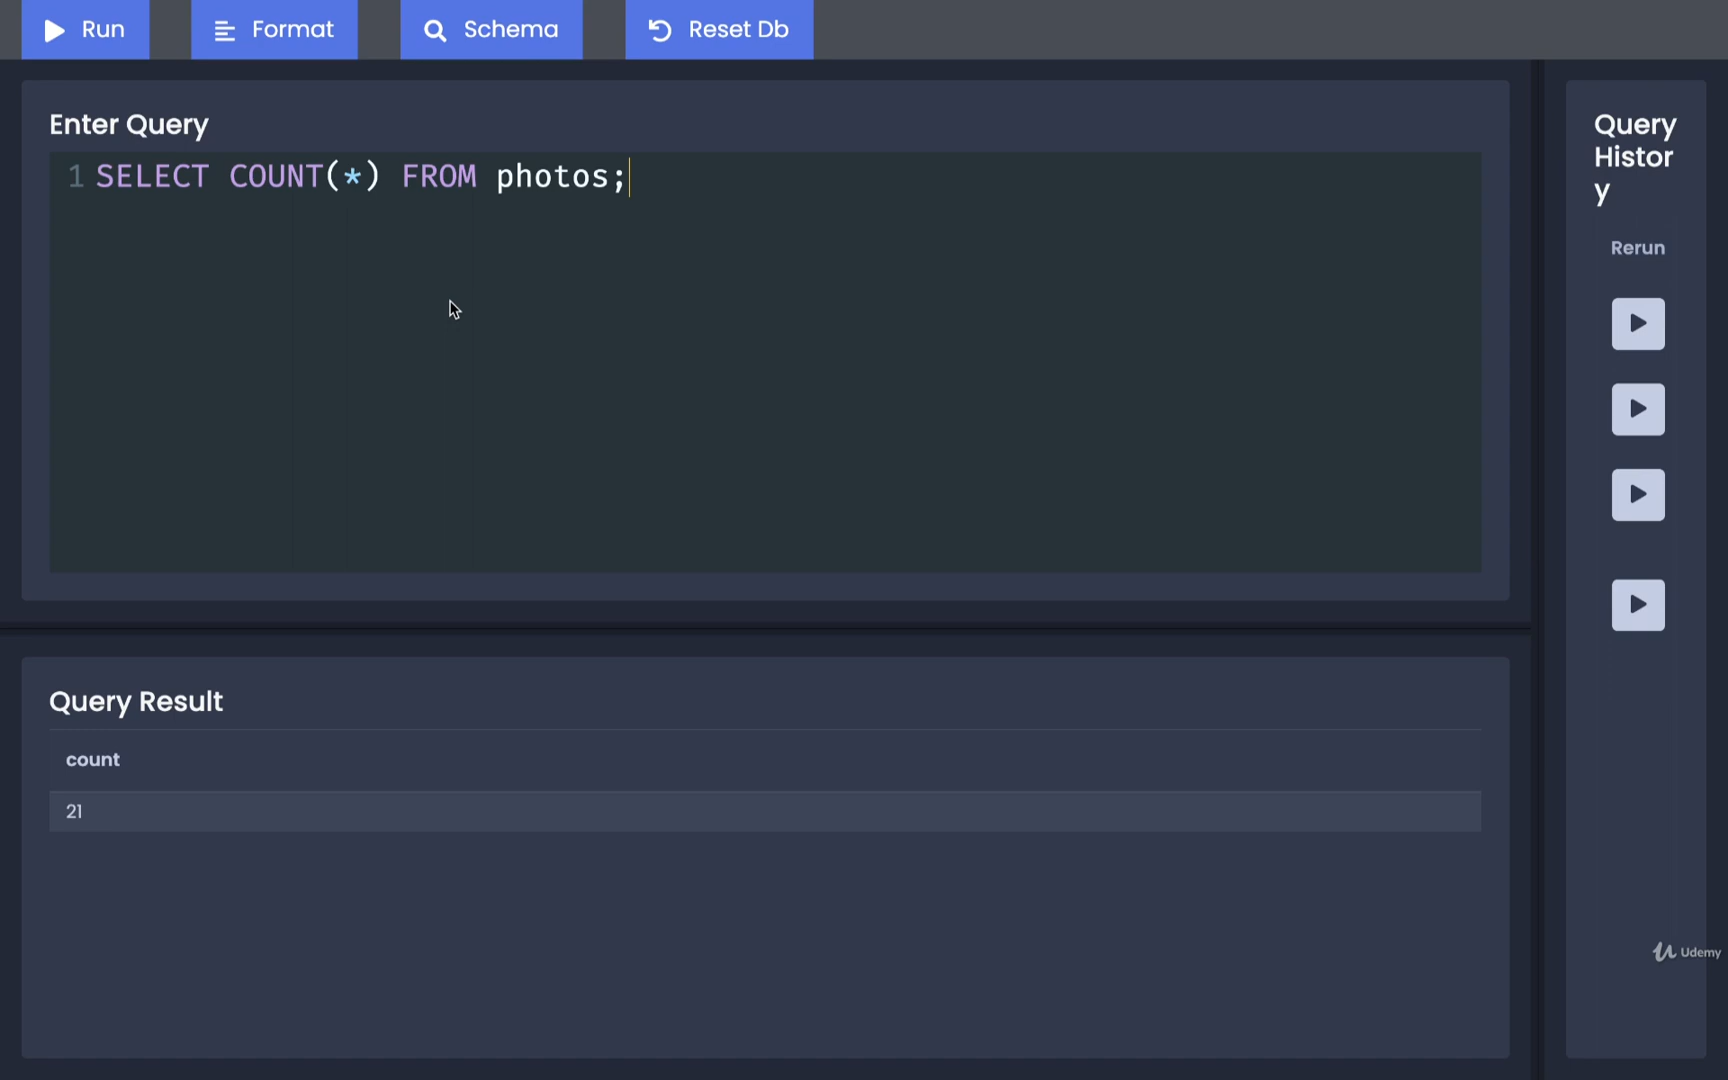 Run
Format
Schema
Reset Db
Enter Query
1 SELECT COUNT(*) FROM photos;
Query Result
count
21
Query
Histor
y
Rerun
Udemy